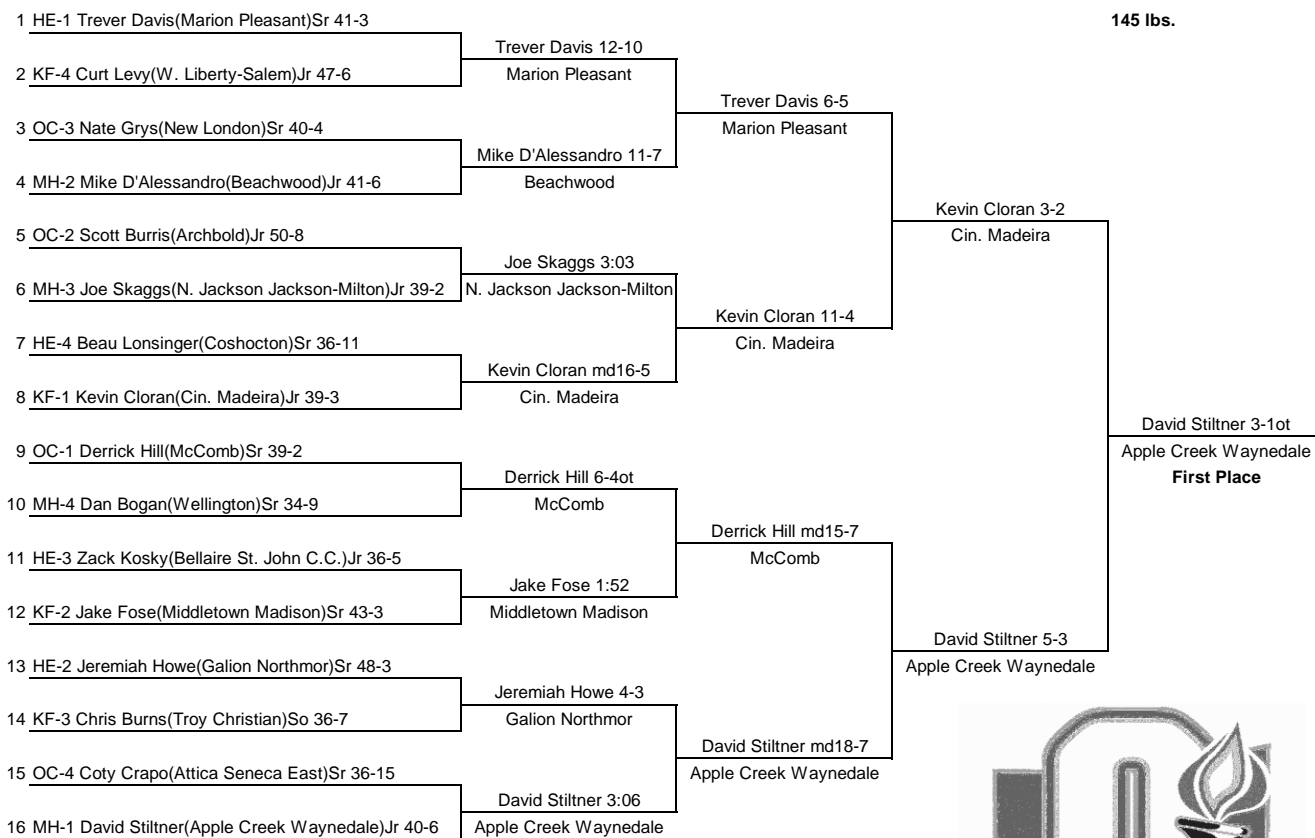 1 HE-1 Trever Davis(Marion Pleasant)Sr 41-3
145 lbs.
Trever Davis 12-10
2 KF-4 Curt Levy(W. Liberty-Salem)Jr 47-6
Marion Pleasant
Trever Davis 6-5
3 OC-3 Nate Grys(New London)Sr 40-4
Marion Pleasant
Mike D'Alessandro 11-7
4 MH-2 Mike D'Alessandro(Beachwood)Jr 41-6
Beachwood
Kevin Cloran 3-2
5 OC-2 Scott Burris(Archbold)Jr 50-8
Cin. Madeira
Joe Skaggs 3:03
6 MH-3 Joe Skaggs(N. Jackson Jackson-Milton)Jr 39-2
N. Jackson Jackson-Milton
Kevin Cloran 11-4
7 HE-4 Beau Lonsinger(Coshocton)Sr 36-11
Cin. Madeira
Kevin Cloran md16-5
8 KF-1 Kevin Cloran(Cin. Madeira)Jr 39-3
Cin. Madeira
David Stiltner 3-1ot
9 OC-1 Derrick Hill(McComb)Sr 39-2
Apple Creek Waynedale
Derrick Hill 6-4ot
First Place
10 MH-4 Dan Bogan(Wellington)Sr 34-9
McComb
Derrick Hill md15-7
11 HE-3 Zack Kosky(Bellaire St. John C.C.)Jr 36-5
McComb
Jake Fose 1:52
12 KF-2 Jake Fose(Middletown Madison)Sr 43-3
Middletown Madison
David Stiltner 5-3
13 HE-2 Jeremiah Howe(Galion Northmor)Sr 48-3
Apple Creek Waynedale
Jeremiah Howe 4-3
14 KF-3 Chris Burns(Troy Christian)So 36-7
Galion Northmor
David Stiltner md18-7
15 OC-4 Coty Crapo(Attica Seneca East)Sr 36-15
Apple Creek Waynedale
David Stiltner 3:06
16 MH-1 David Stiltner(Apple Creek Waynedale)Jr 40-6
Apple Creek Waynedale